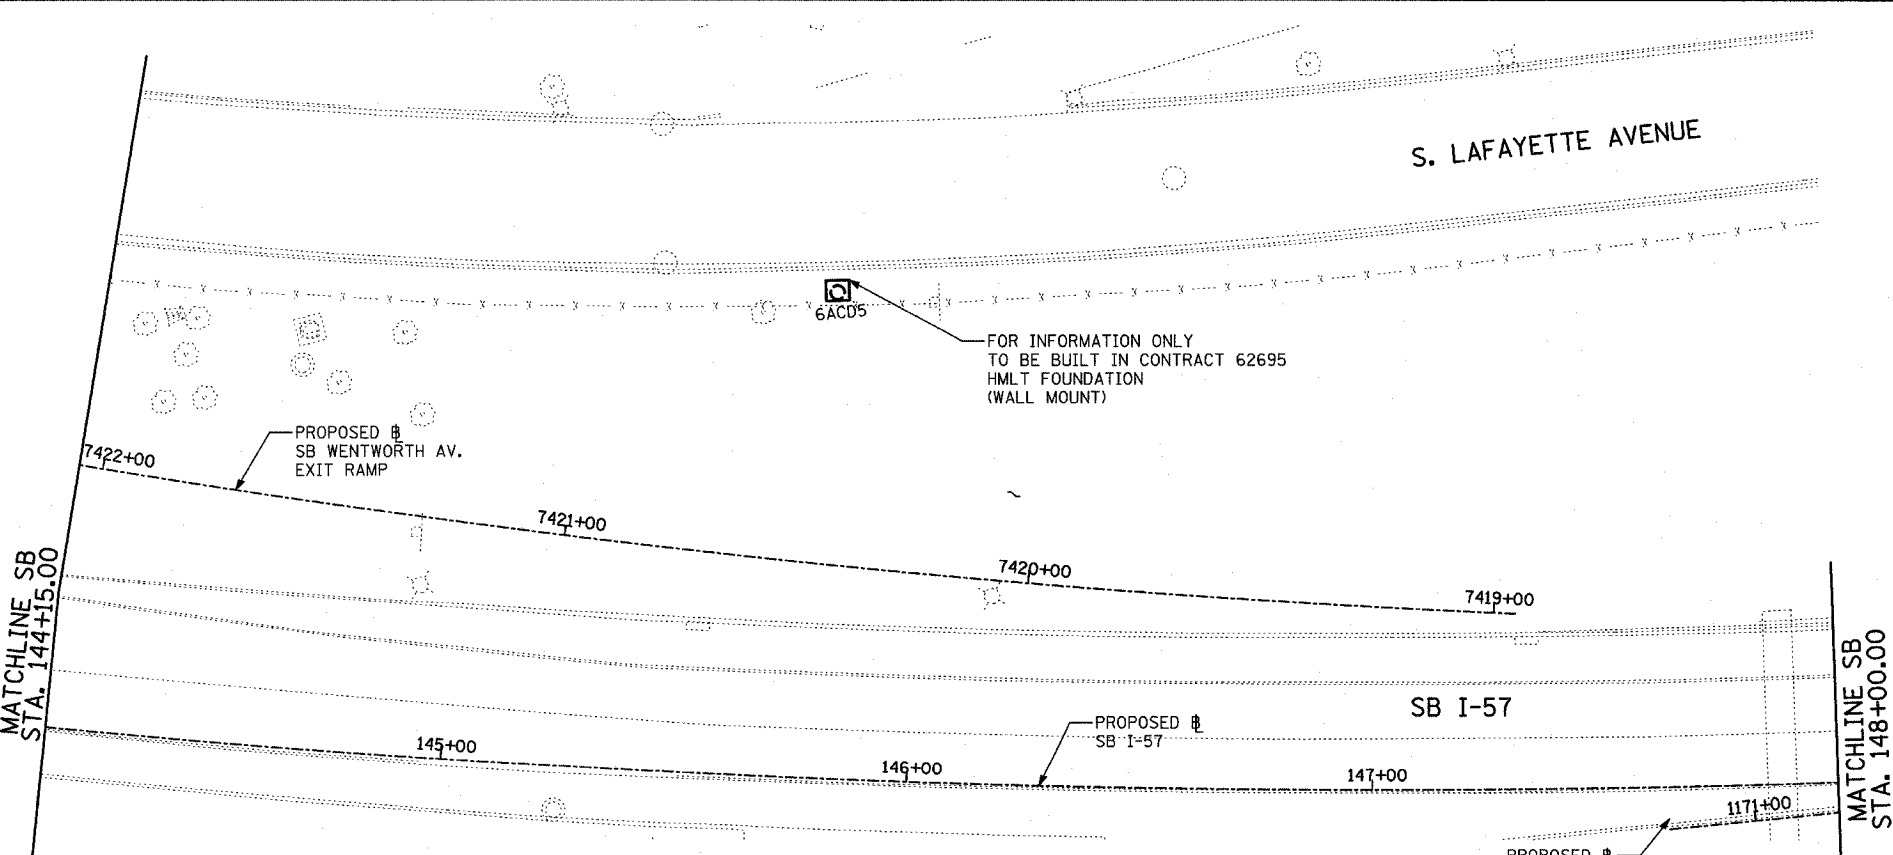 S. LAFAYETTE AVENUE
6ACD5
FOR INFORMATION ONLY
TO BE BUILT IN CONTRACT 62695
HMLT FOUNDATION
(WALL MOUNT)
PROPOSED ℄
SB WENTWORTH AV.
EXIT RAMP
7422+00
7421+00
7420+00
7419+00
MATCHLINE SB
STA. 144+15.00
SB I-57
PROPOSED ℄
SB I-57
145+00
146+00
147+00
1171+00
MATCHLINE SB
STA. 148+00.00
PROPOSED ℄